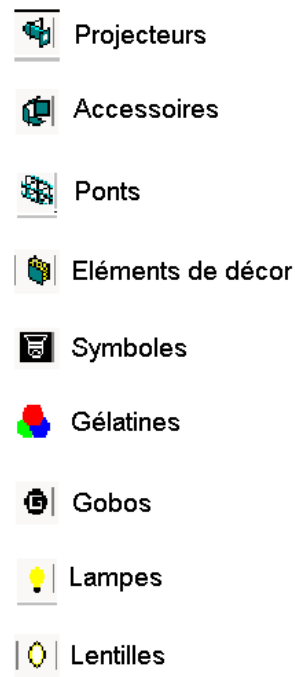 Projecteurs
Accessoires
Ponts
Eléments de décor
Symboles
Gélatines
G Gobos
Lampes
Lentilles